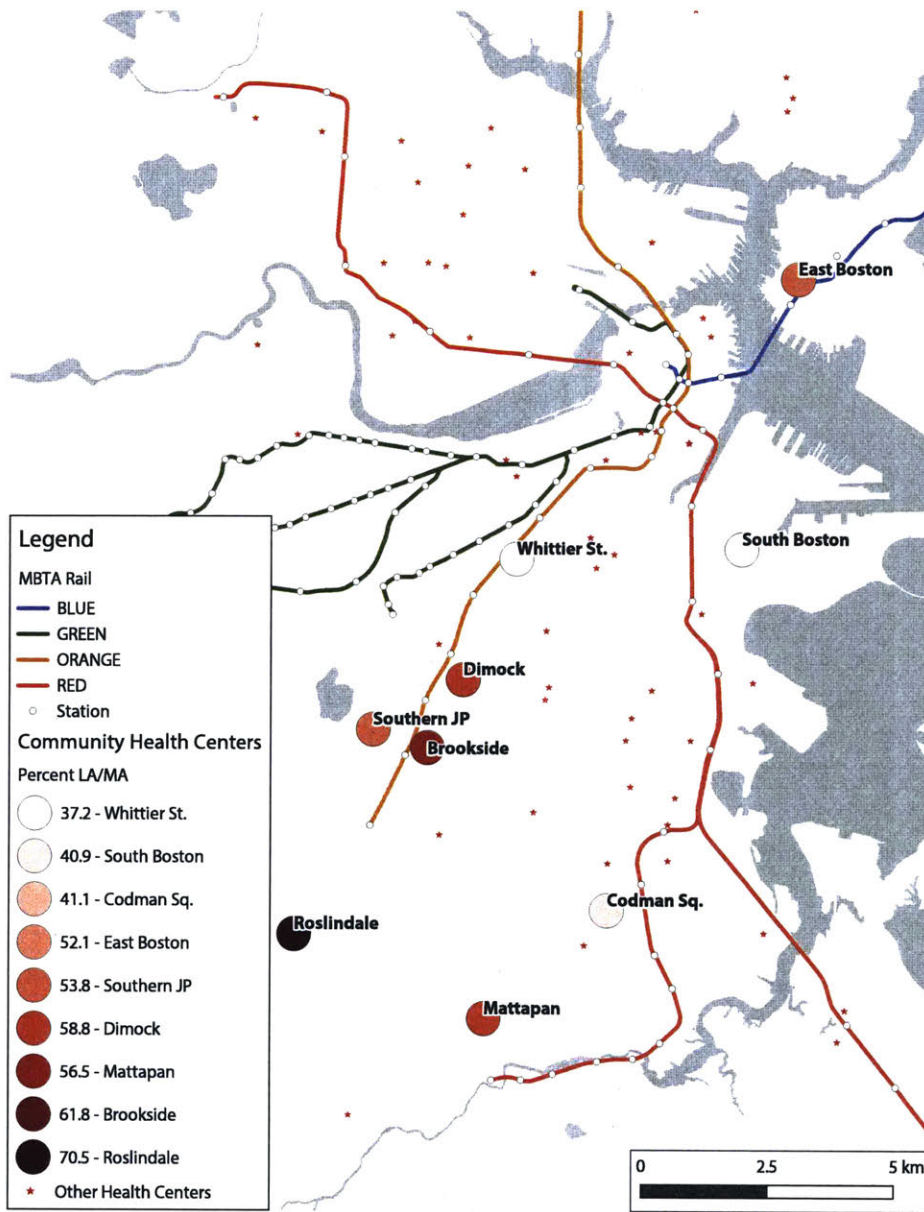 East Boston
Whittier St.
South Boston
Dimock
Southern JP
Brookside
Codman Sq.
Roslindale
Mattapan
Legend
MBTA Rail
BLUE
GREEN
ORANGE
RED
Station
Community Health Centers
Percent LA/MA
37.2 - Whittier St.
40.9 - South Boston
41.1 - Codman Sq.
52.1 - East Boston
53.8 - Southern JP
58.8 - Dimock
56.5 - Mattapan
61.8 - Brookside
70.5 - Roslindale
Other Health Centers
0 2.5 5 km